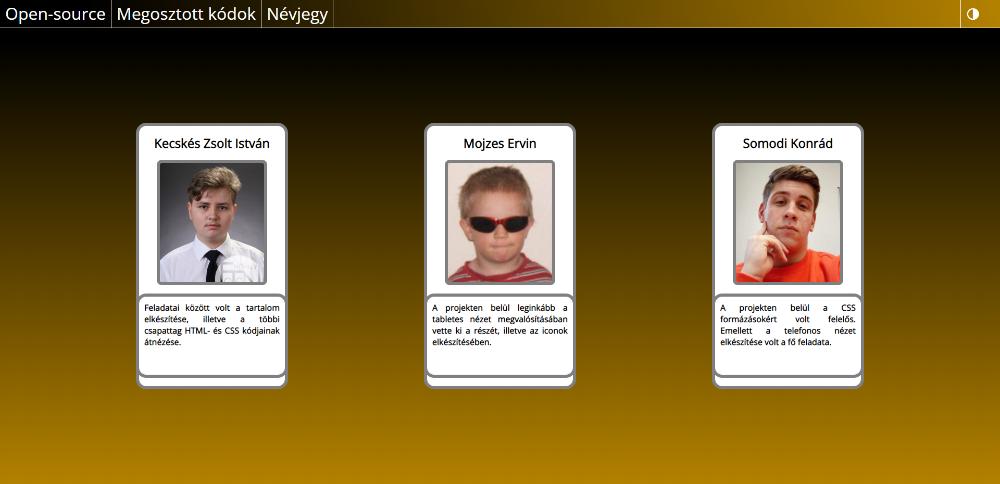 Open-source
Megosztott kódok
Névjegy
Kecskés Zsolt István
MŰHELY
Feladatai között volt a tartalom
elkészítése, illetve a többi
csapattag HTML- és CSS kódjainak
átnézése.
Mojzes Ervin
A projekten belül leginkább a
tabletes nézet megvalósításában
vette ki a részét, illetve az iconok
elkészítésében.
Somodi Konrád
A projekten belül a CSS
formázásokért volt felelős.
Emellett a telefonos nézet
elkészítése volt a fő feladata.